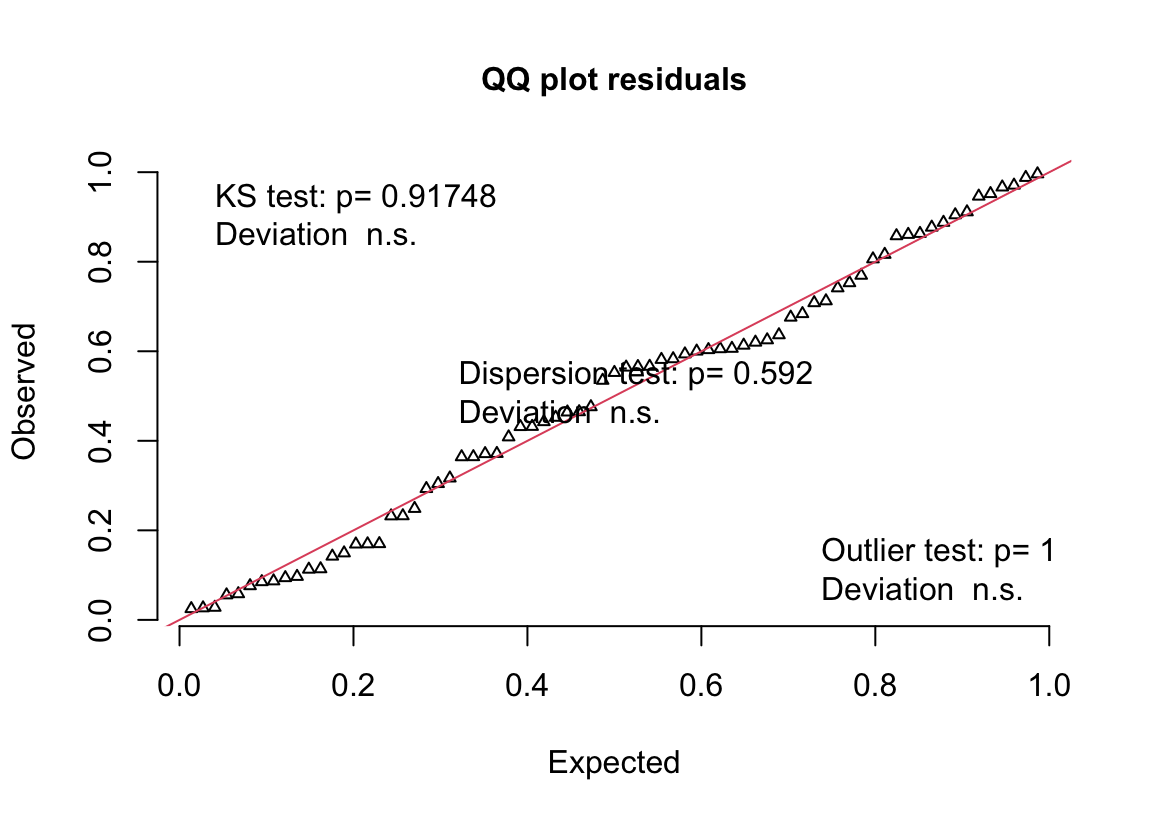 QQ plot residuals
KS test: p= 0.91748
Deviation  n.s.
Dispersion test: p= 0.592
Deviation  n.s.
Outlier test: p= 1
Deviation  n.s.
Observed
1.0
0.8
0.6
0.4
0.2
0.0
0.0 0.2 0.4 0.6 0.8 1.0
Expected